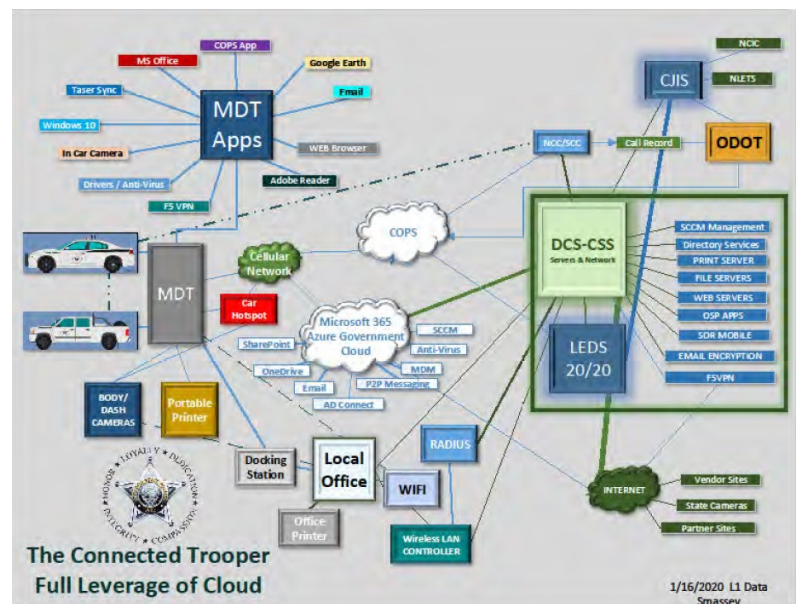 COPS App
MS Office
Google Earth
Taser Sync
Email
MDT
Apps
Windows 10
In Car Camera
WEB Browser
Drivers / Anti-Virus
Adobe Reader
F5 VPN
NCIC
CJIS
NLETS
NCC/SCC
Call Record
ODOT
COPS
DCS-CSS
Servers & Network
SCCM Management
Directory Services
PRINT SERVER
FILE SERVERS
WEB SERVERS
OSP APPS
SDR MOBILE
EMAIL ENCRYPTION
F5VPN
LEDS
20/20
MDT
Cellular
Network
Car
Hotspot
Microsoft 365
Azure Government
Cloud
SharePoint
SCCM
Anti-Virus
OneDrive
MDM
Email
P2P Messaging
AD Connect
BODY/
DASH
CAMERAS
Portable
Printer
Docking
Station
Local
Office
WIFI
RADIUS
Office
Printer
Wireless LAN
CONTROLLER
INTERNET
Vendor Sites
State Cameras
Partner Sites
HONOR LOYALTY DEDICATION
INTEGRITY COMPASSION
The Connected Trooper
Full Leverage of Cloud
1/16/2020 L1 Data
Smassey